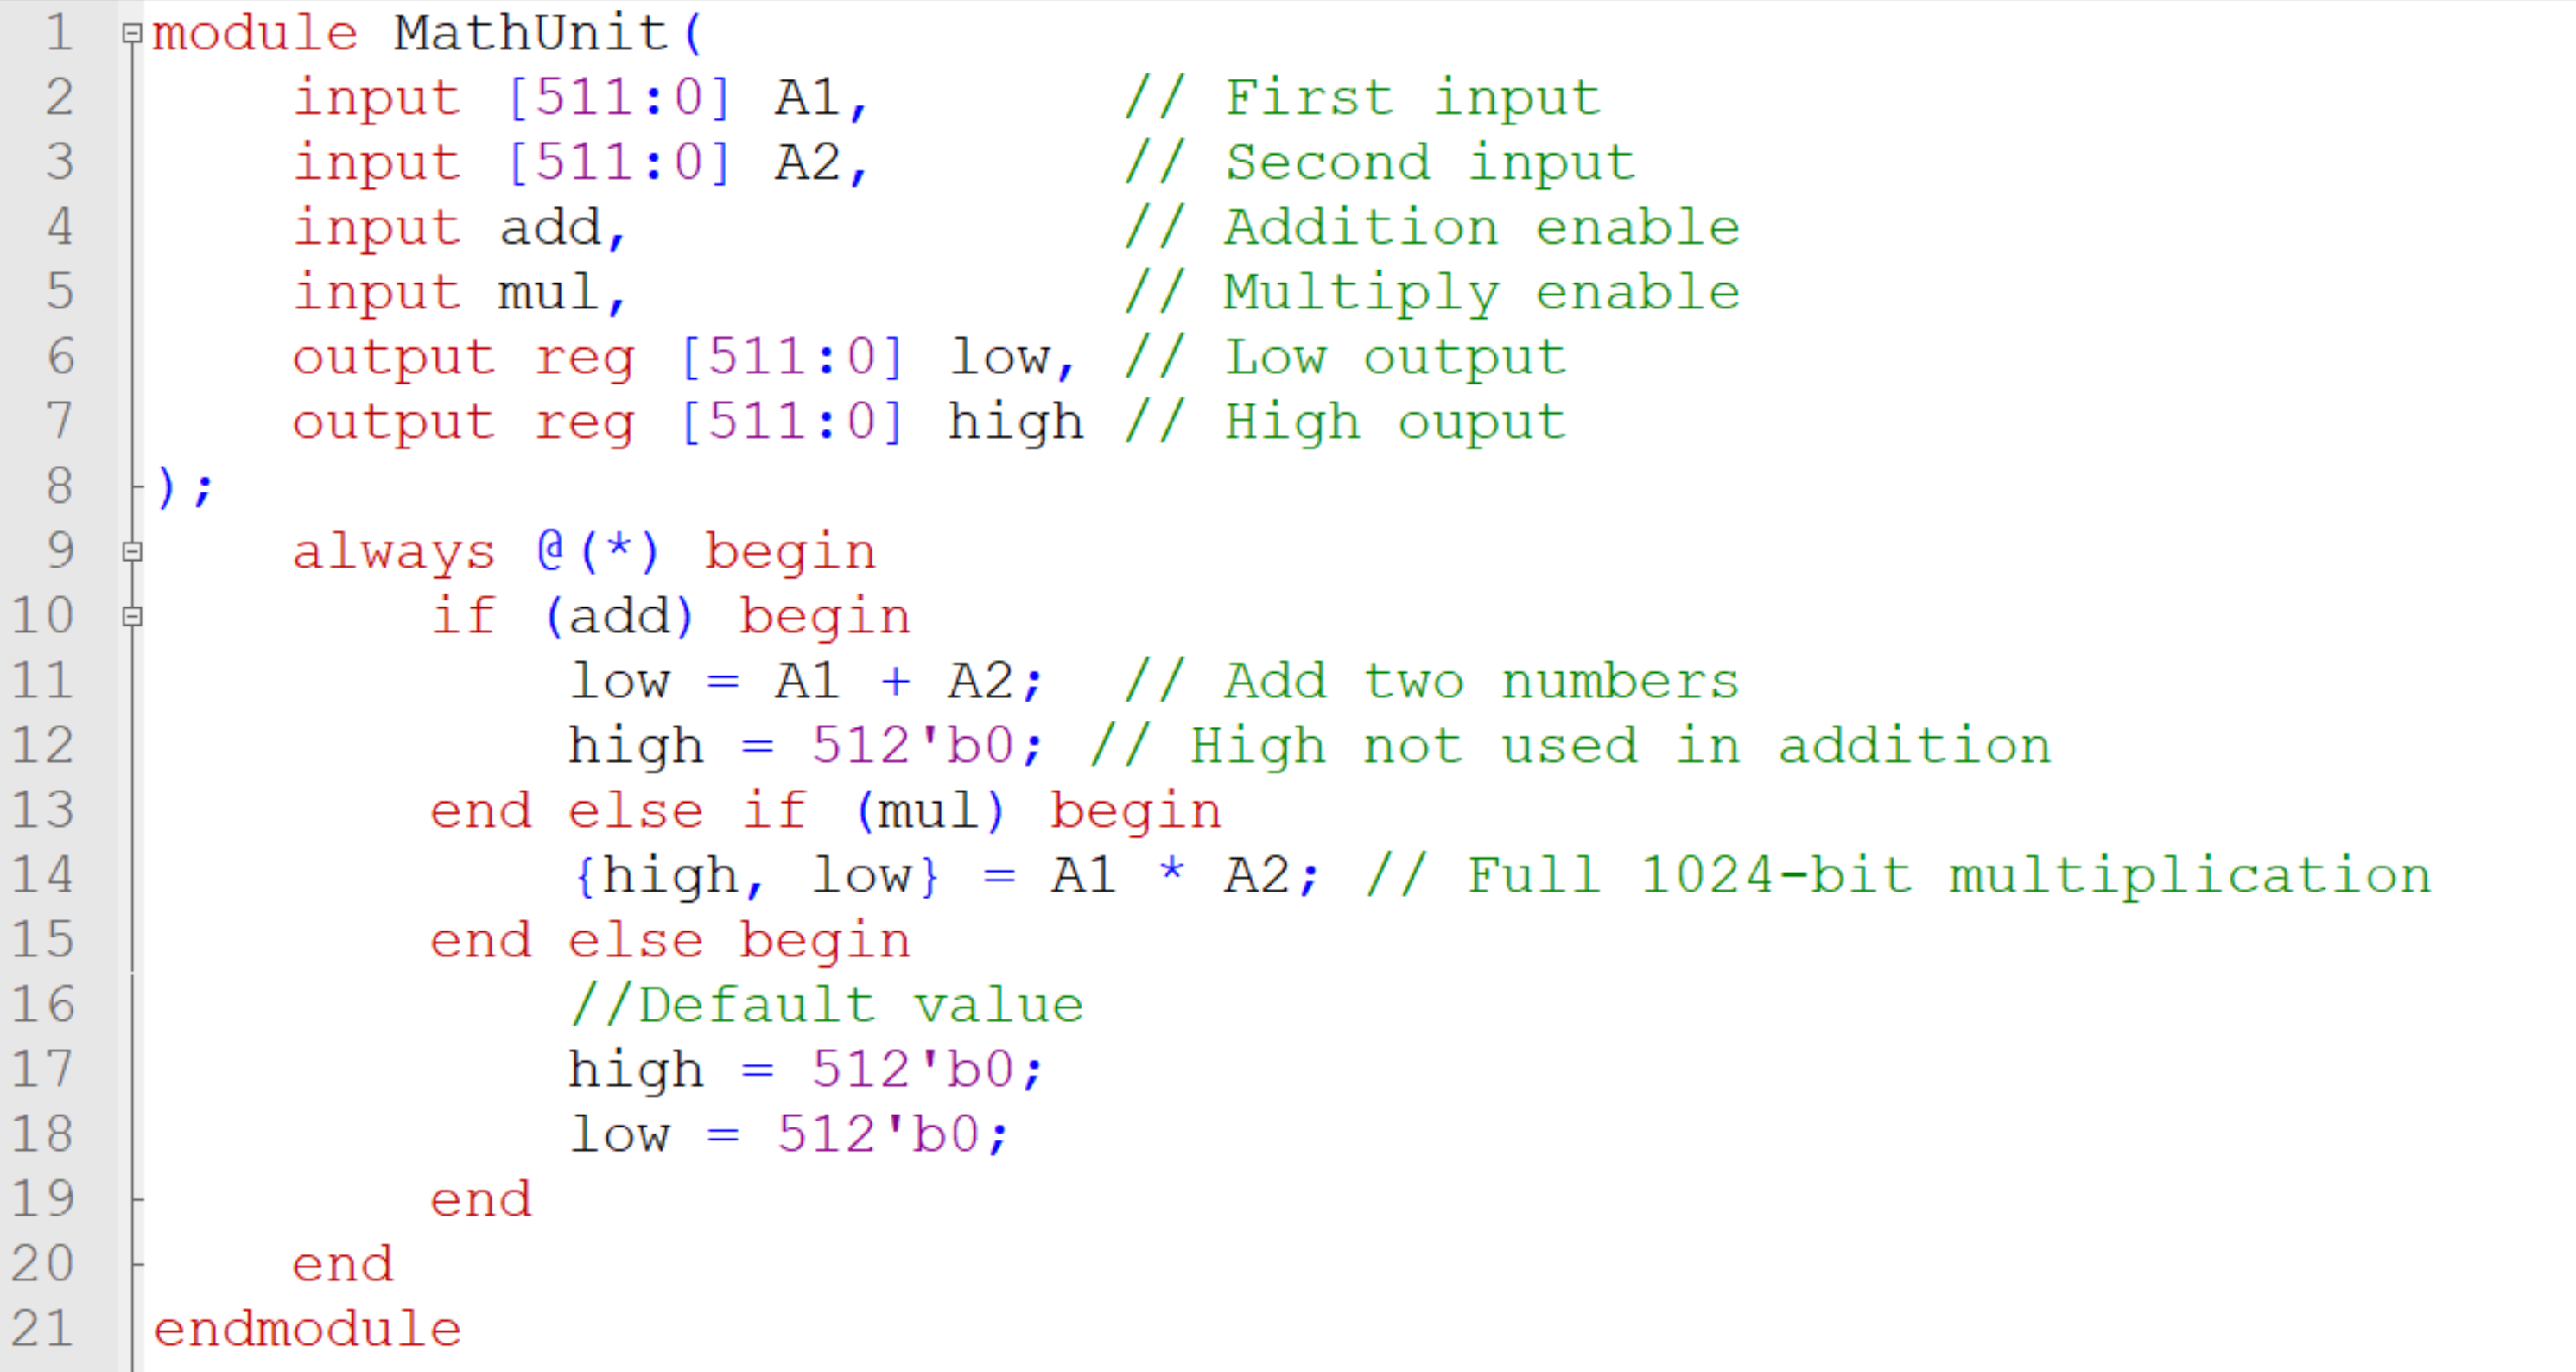 1 module MathUnit(
2 input [511:0] A1, // First input
3 input [511:0] A2, // Second input
4 input add, // Addition enable
5 input mul, // Multiply enable
6 output reg [511:0] low, // Low output
7 output reg [511:0] high // High ouput
8 );
9 always @(*) begin
10 if (add) begin
11 low = A1 + A2; // Add two numbers
12 high = 512'b0; // High not used in addition
13 end else if (mul) begin
14 {high, low} = A1 * A2; // Full 1024-bit multiplication
15 end else begin
16 //Default value
17 high = 512'b0;
18 low = 512'b0;
19 end
20 end
21 endmodule